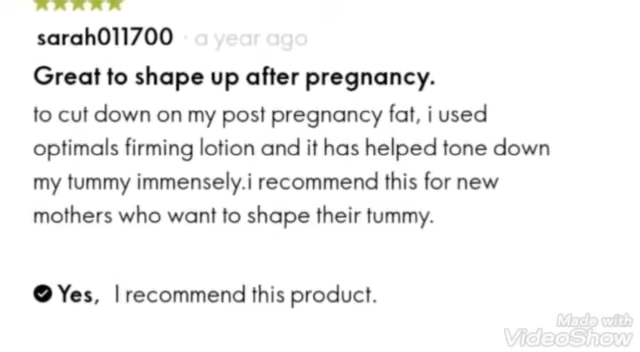 sarah011700 · a year ago
Great to shape up after pregnancy.
to cut down on my post pregnancy fat, i used
optimals firming lotion and it has helped tone down
my tummy immensely.i recommend this for new
mothers who want to shape their tummy.
Yes, I recommend this product.
Made with
VideoShow